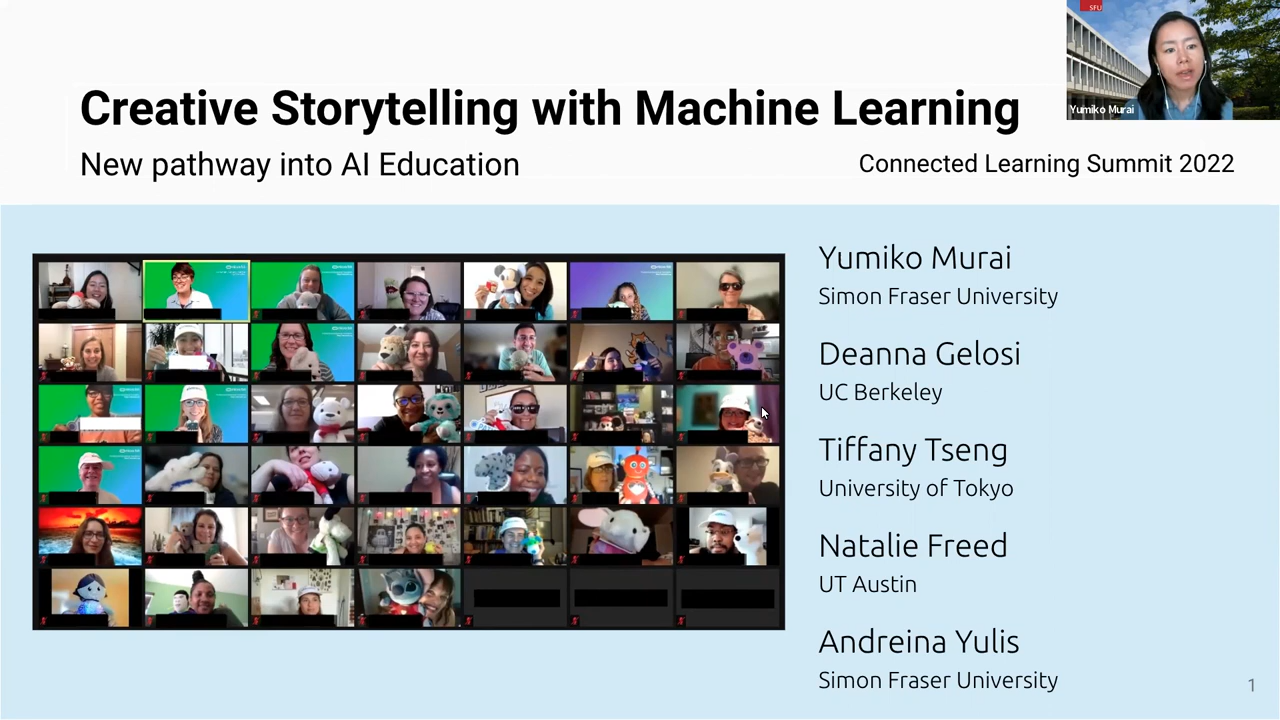 SFU
Yumiko Murai
Creative Storytelling with Machine Learning
New pathway into AI Education
Connected Learning Summit 2022
Yumiko Murai
Simon Fraser University
Deanna Gelosi
UC Berkeley
Tiffany Tseng
University of Tokyo
Natalie Freed
UT Austin
Andreina Yulis
Simon Fraser University
1